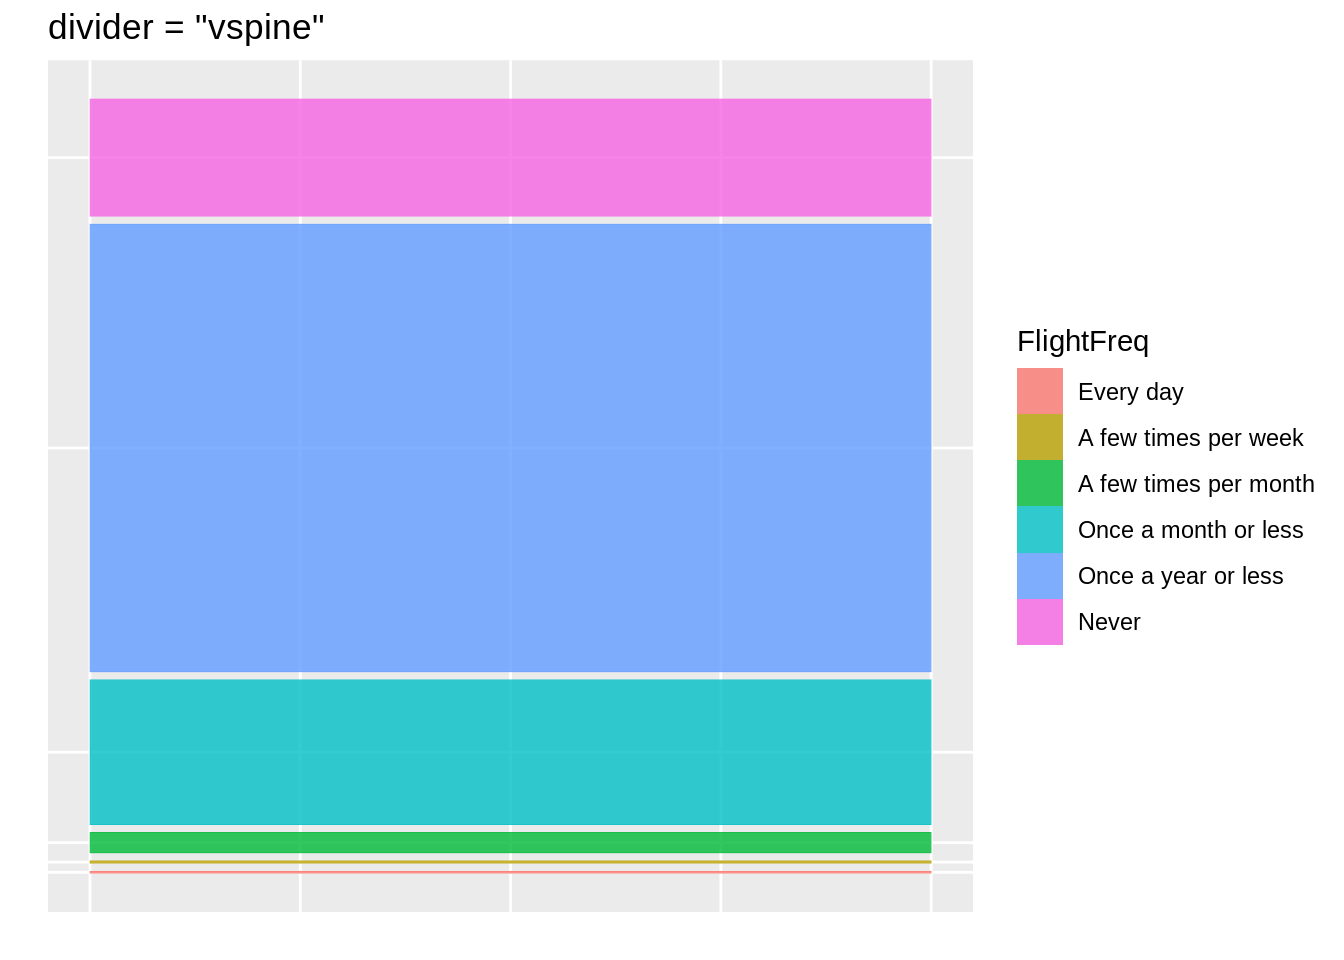 divider = "vspine"
FlightFreq
Every day
A few times per week
A few times per month
Once a month or less
Once a year or less
Never